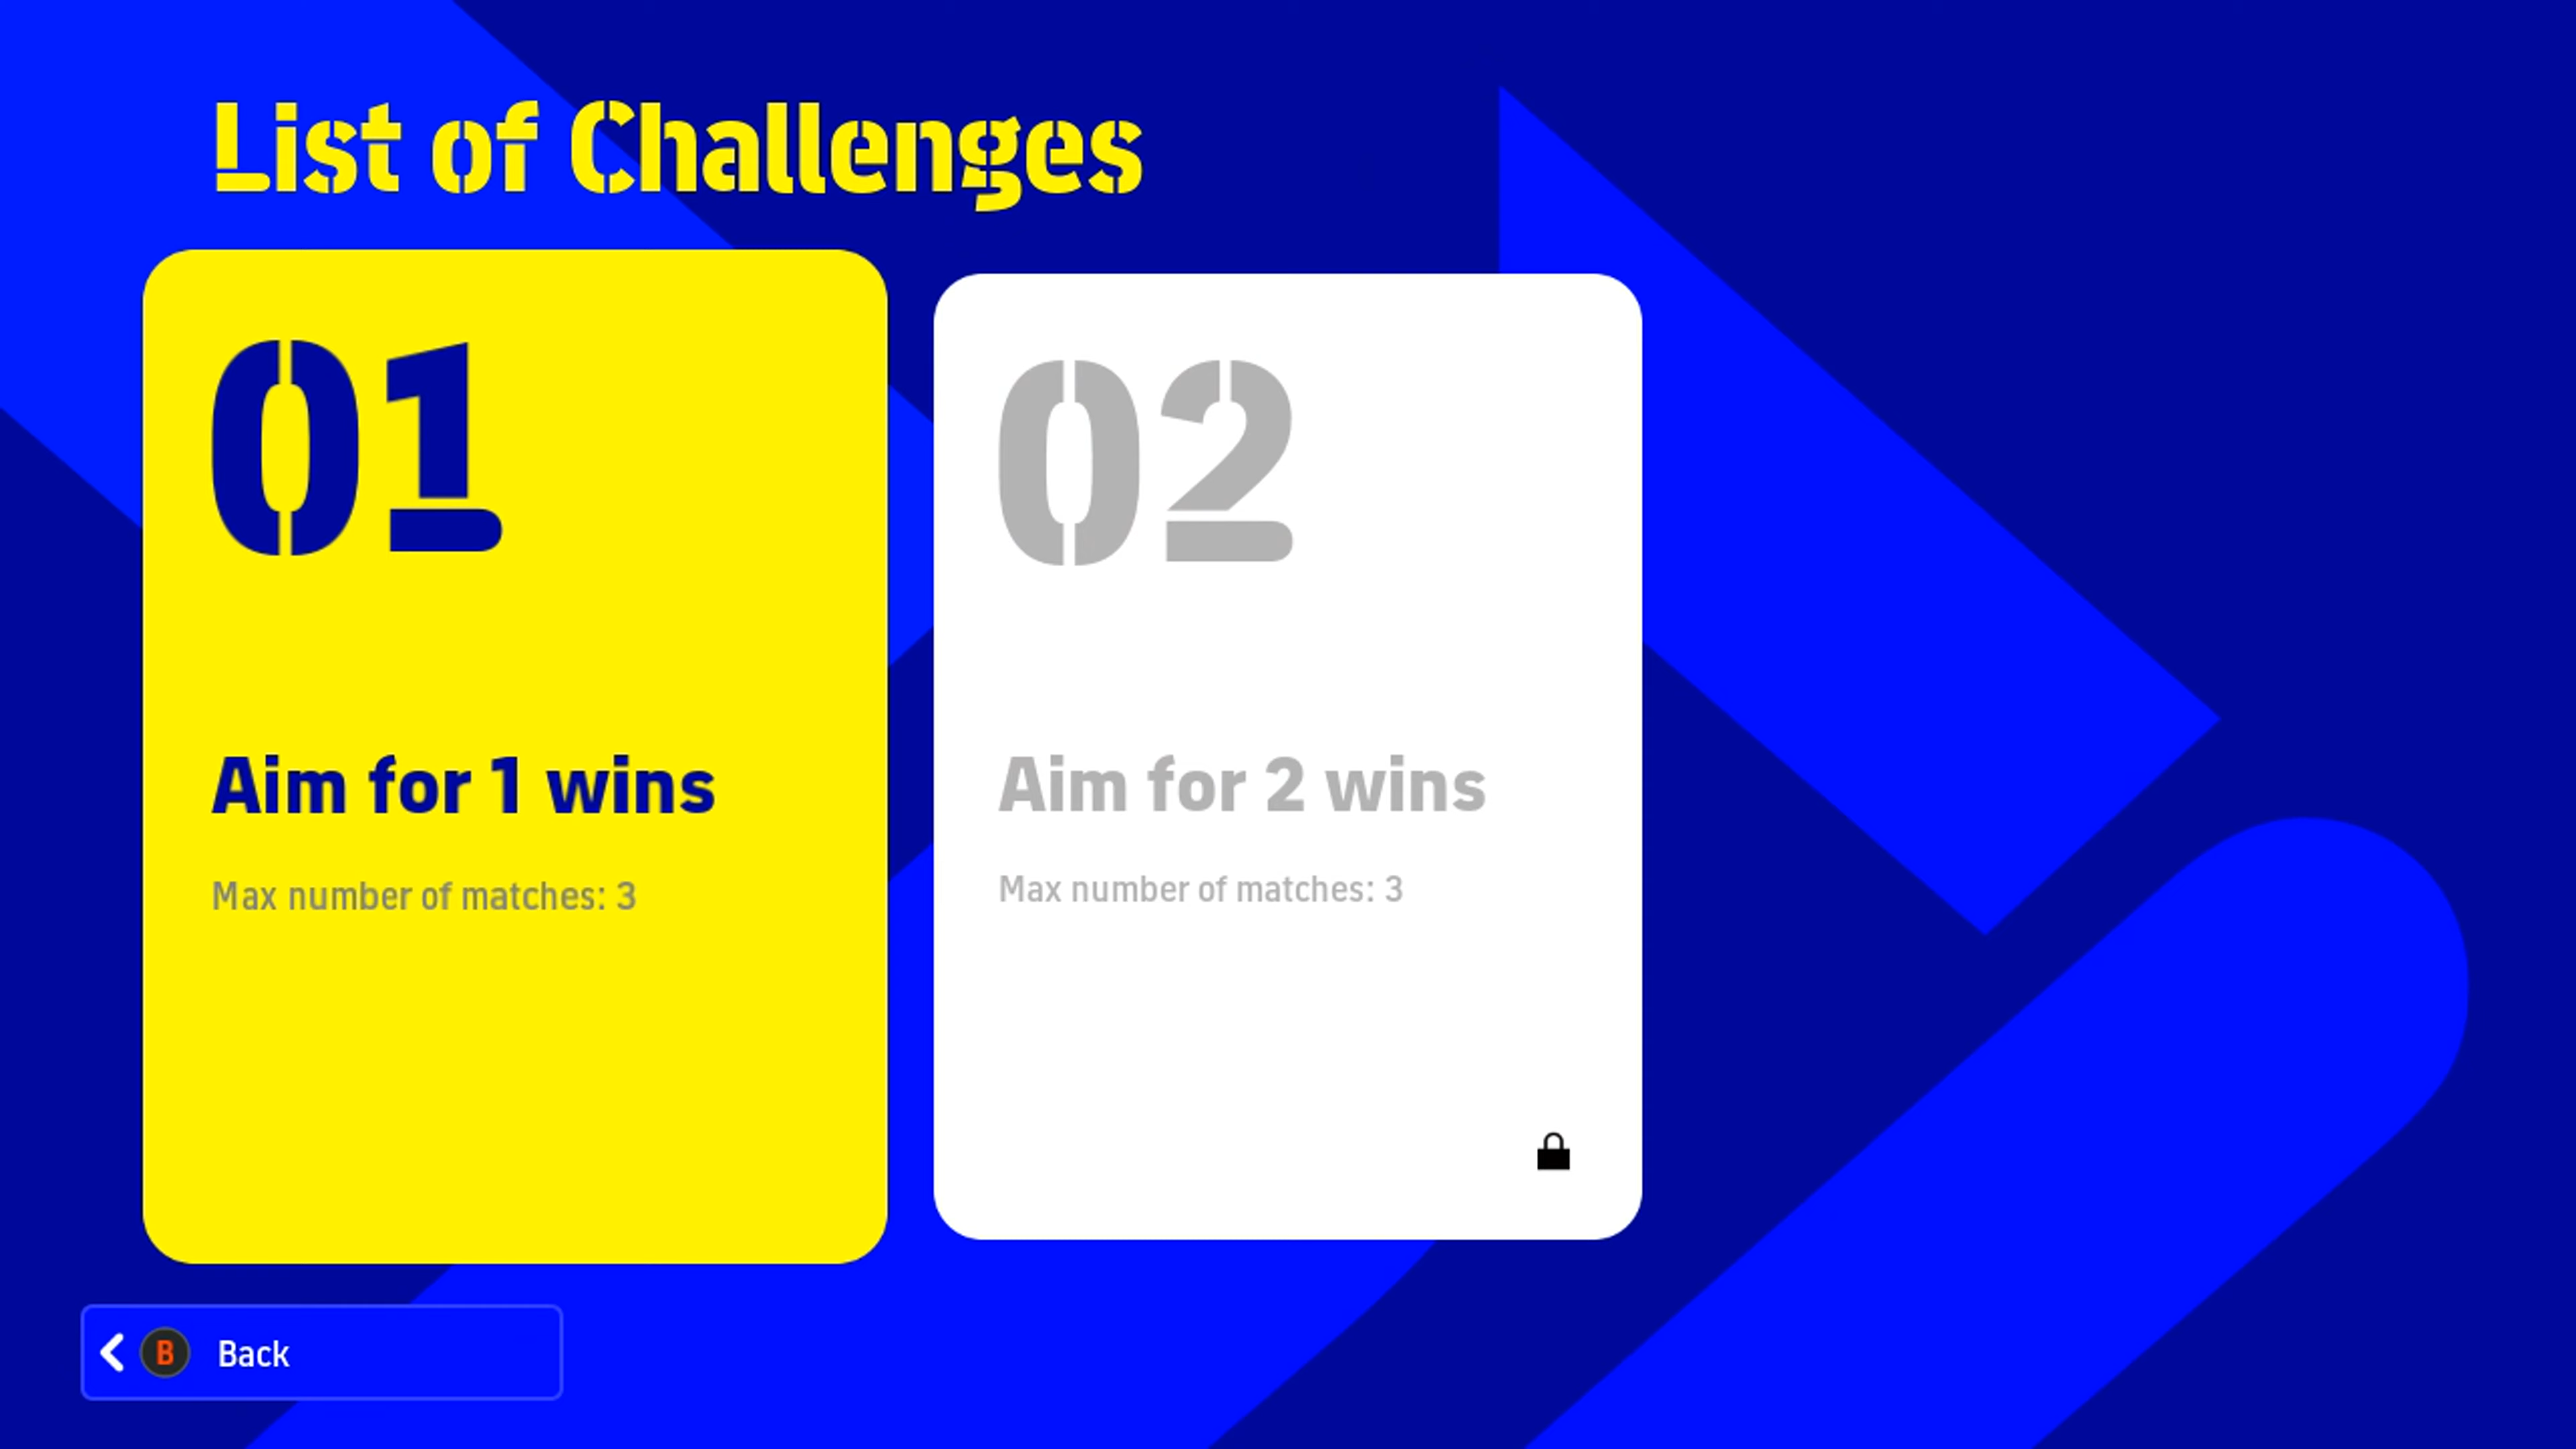 List of Challenges
01
Aim for 1 wins
Max number of matches: 3
02
Aim for 2 wins
Max number of matches: 3
B Back